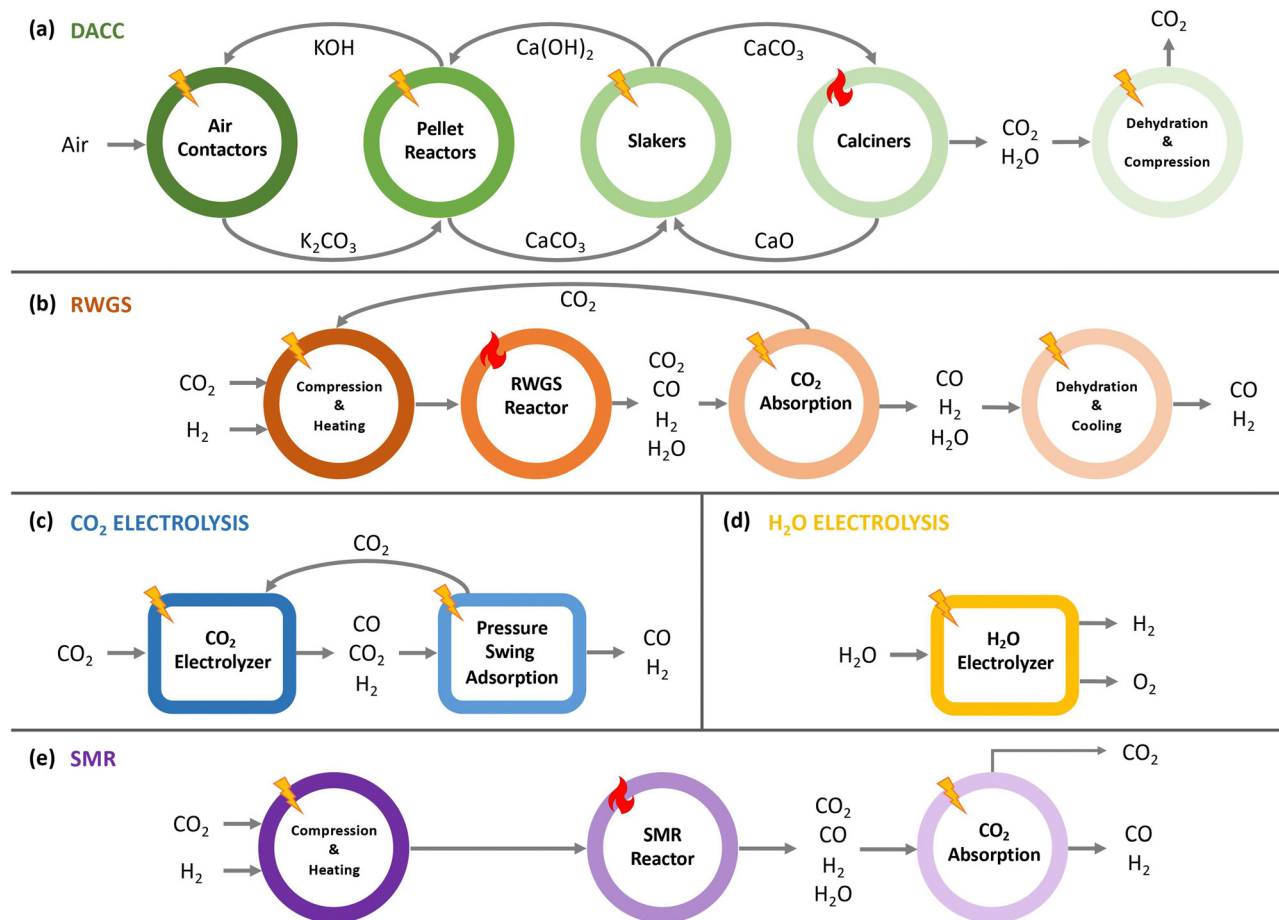 (a) DACC
KOH
Ca(OH)₂
CaCO₃
CO₂
Air
Air
Contactors
Pellet
Reactors
Slakers
Calciners
CO₂
H₂O
Dehydration
&
Compression
K₂CO₃
CaCO₃
CaO
(b) RWGS
CO₂
CO₂
H₂
Compression
&
Heating
RWGS
Reactor
CO₂
CO
H₂
H₂O
CO₂
Absorption
CO
H₂
H₂O
Dehydration
&
Cooling
CO
H₂
(c) CO₂ ELECTROLYSIS
CO₂
CO₂
CO₂
Electrolyzer
CO
CO₂
H₂
Pressure
Swing
Adsorption
CO
H₂
(d) H₂O ELECTROLYSIS
H₂O
H₂O
Electrolyzer
H₂
O₂
(e) SMR
CO₂
H₂
Compression
&
Heating
SMR
Reactor
CO₂
CO
H₂
H₂O
CO₂
Absorption
CO₂
CO
H₂